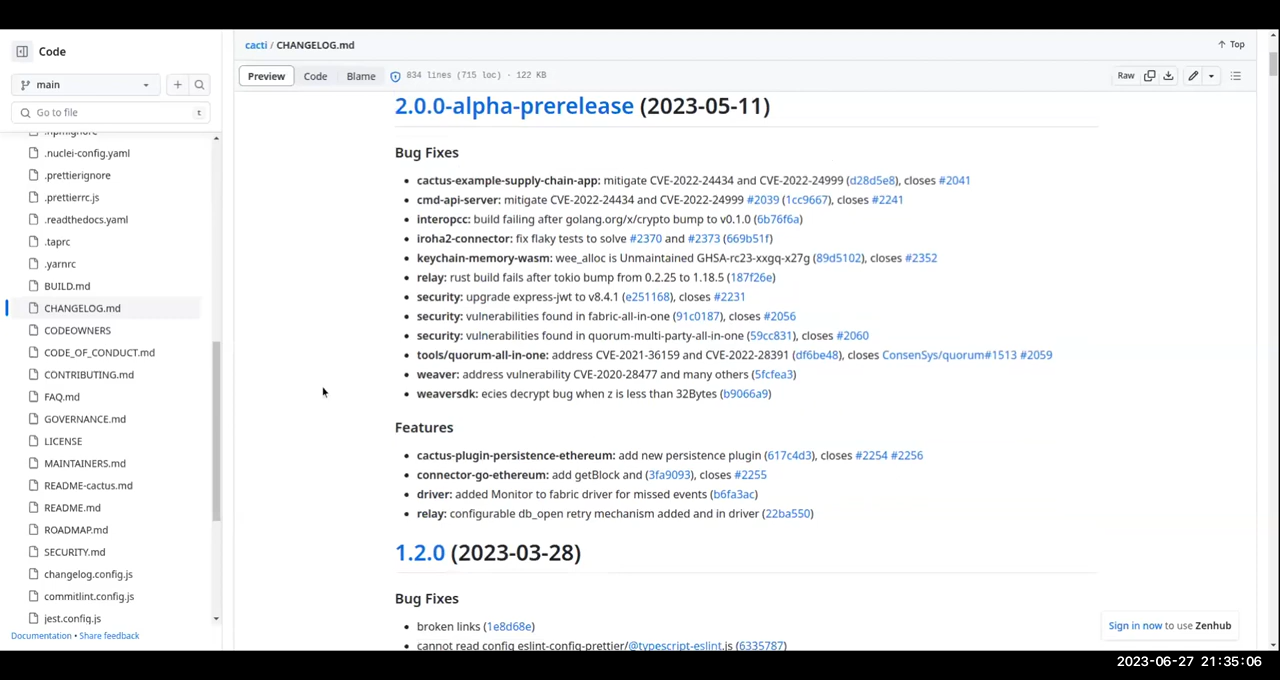 Code
cacti / CHANGELOG.md
Top
main
Preview
Code
Blame
834 lines (715 loc) · 122 KB
Raw
Go to file
t
.npmignore
.nuclei-config.yaml
.prettierignore
.prettierrc.js
.readthedocs.yaml
.taprc
.yarnrc
BUILD.md
CHANGELOG.md
CODEOWNERS
CODE_OF_CONDUCT.md
CONTRIBUTING.md
FAQ.md
GOVERNANCE.md
LICENSE
MAINTAINERS.md
README-cactus.md
README.md
ROADMAP.md
SECURITY.md
changelog.config.js
commitlint.config.js
jest.config.js
Documentation • Share feedback
2.0.0-alpha-prerelease (2023-05-11)
Bug Fixes
cactus-example-supply-chain-app: mitigate CVE-2022-24434 and CVE-2022-24999 (d28d5e8), closes #2041
cmd-api-server: mitigate CVE-2022-24434 and CVE-2022-24999 #2039 (1cc9667), closes #2241
interopcc: build failing after golang.org/x/crypto bump to v0.1.0 (6b76f6a)
iroha2-connector: fix flaky tests to solve #2370 and #2373 (669b51f)
keychain-memory-wasm: wee_alloc is Unmaintained GHSA-rc23-xxgq-x27g (89d5102), closes #2352
relay: rust build fails after tokio bump from 0.2.25 to 1.18.5 (187f26e)
security: upgrade express-jwt to v8.4.1 (e251168), closes #2231
security: vulnerabilities found in fabric-all-in-one (91c0187), closes #2056
security: vulnerabilities found in quorum-multi-party-all-in-one (59cc831), closes #2060
tools/quorum-all-in-one: address CVE-2021-36159 and CVE-2022-28391 (df6be48), closes ConsenSys/quorum#1513 #2059
weaver: address vulnerability CVE-2020-28477 and many others (5fcfea3)
weaversdk: ecies decrypt bug when z is less than 32Bytes (b9066a9)
Features
cactus-plugin-persistence-ethereum: add new persistence plugin (617c4d3), closes #2254 #2256
connector-go-ethereum: add getBlock and (3fa9093), closes #2255
driver: added Monitor to fabric driver for missed events (b6fa3ac)
relay: configurable db_open retry mechanism added and in driver (22ba550)
1.2.0 (2023-03-28)
Bug Fixes
broken links (1e8d68e)
cannot read config eslint-config-prettier/@typescript-eslint.js (6335787)
Sign in now to use Zenhub
2023-06-27 21:35:06